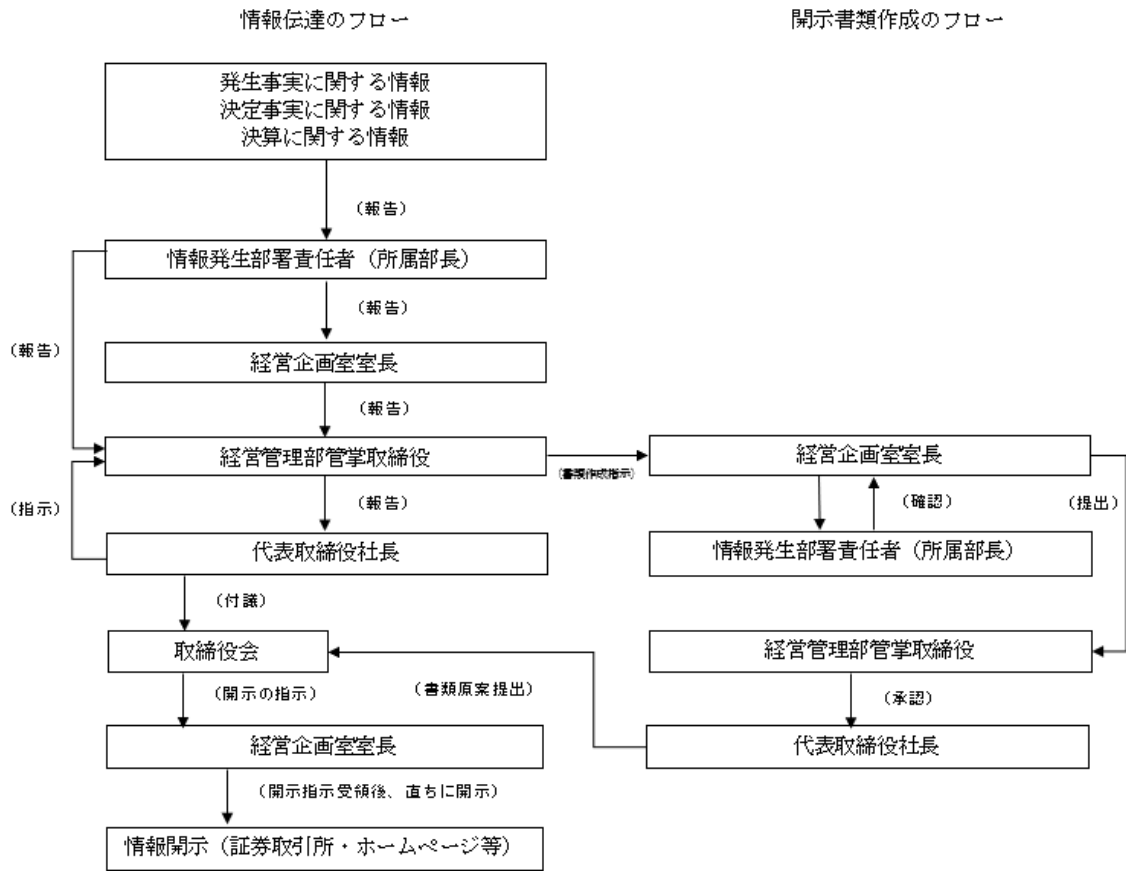 情報伝達のフロー
開示書類作成のフロー
発生事実に関する情報
決定事実に関する情報
決算に関する情報
（報告）
情報発生部署責任者（所属部長）
（報告）
（報告）
経営企画室室長
（報告）
経営管理部管掌取締役
（書類作成指示）
経営企画室室長
（指示）
（報告）
（確認）
（提出）
代表取締役社長
情報発生部署責任者（所属部長）
（付議）
取締役会
経営管理部管掌取締役
（開示の指示）
（書類原案提出）
（承認）
経営企画室室長
代表取締役社長
（開示指示受領後、直ちに開示）
情報開示（証券取引所・ホームページ等）